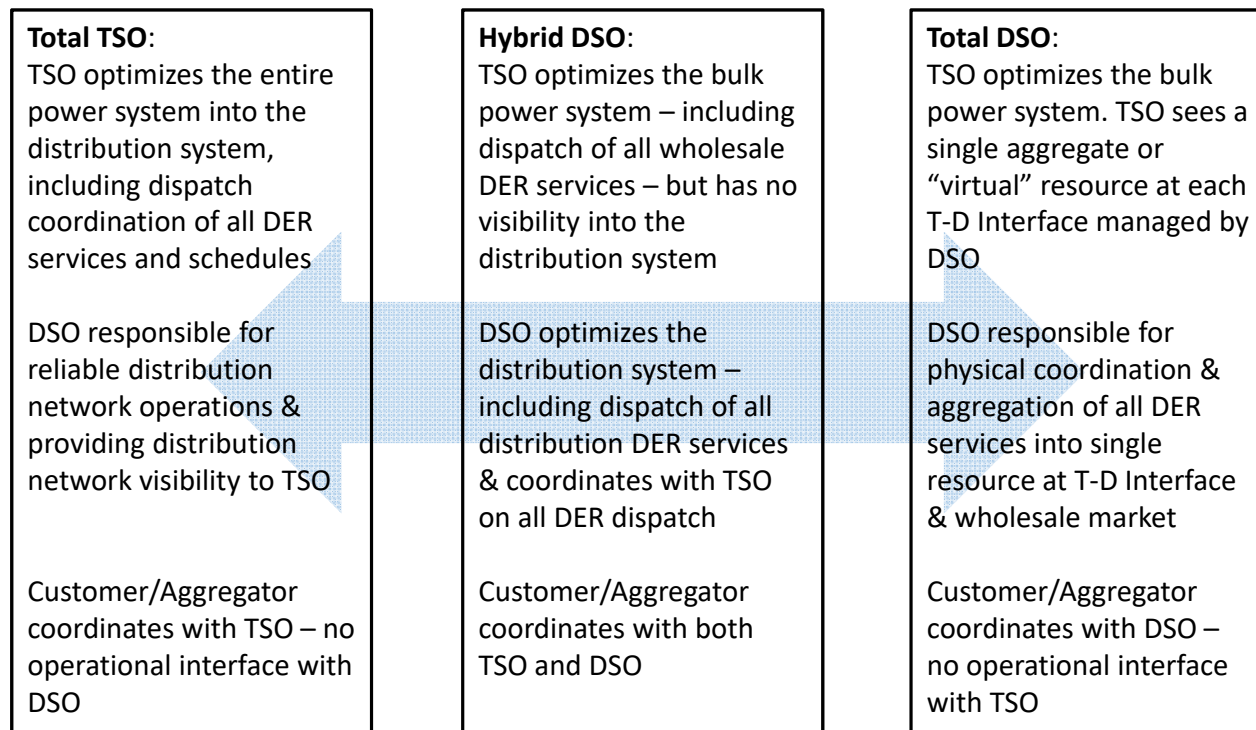 Total TSO:
TSO optimizes the entire
power system into the
distribution system,
including dispatch
coordination of all DER
services and schedules
DSO responsible for
reliable distribution
network operations &
providing distribution
network visibility to TSO
Customer/Aggregator
coordinates with TSO – no
operational interface with
DSO
Hybrid DSO:
TSO optimizes the bulk
power system – including
dispatch of all wholesale
DER services – but has no
visibility into the
distribution system
DSO optimizes the
distribution system –
including dispatch of all
distribution DER services
& coordinates with TSO
on all DER dispatch
Customer/Aggregator
coordinates with both
TSO and DSO
Total DSO:
TSO optimizes the bulk
power system. TSO sees a
single aggregate or
“virtual” resource at each
T-D Interface managed by
DSO
DSO responsible for
physical coordination &
aggregation of all DER
services into single
resource at T-D Interface
& wholesale market
Customer/Aggregator
coordinates with DSO –
no operational interface
with TSO